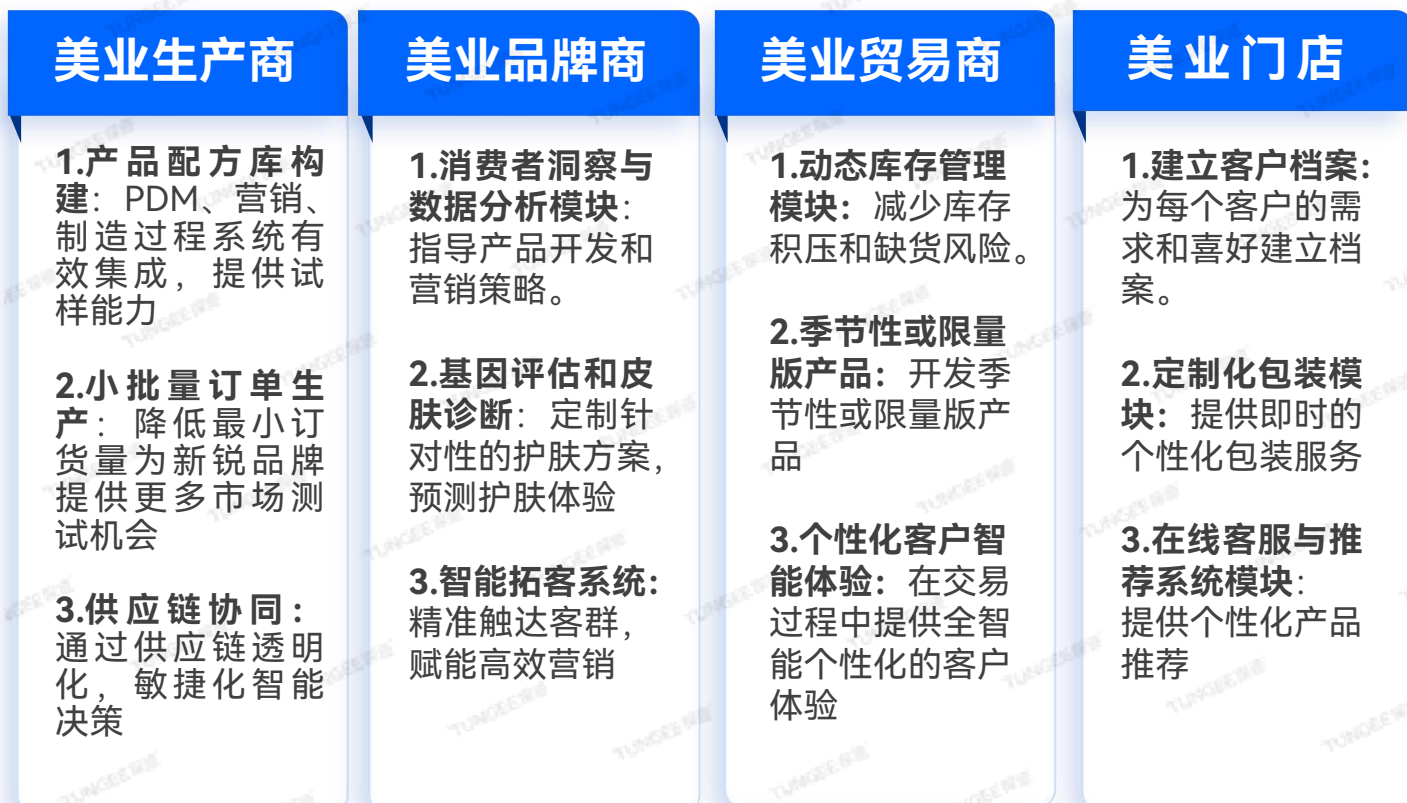 美业生产商
1.产品配方库构
建：PDM、营销、
制造过程系统有
效集成，提供试
样能力
2.小批量订单生
产：降低最小订
货量为新锐品牌
提供更多市场测
试机会
3.供应链协同：
通过供应链透明
化，敏捷化智能
决策
美业品牌商
1.消费者洞察与
数据分析模块：
指导产品开发和
营销策略。
2.基因评估和皮
肤诊断：定制针
对性的护肤方案，
预测护肤体验
3.智能拓客系统：
精准触达客群，
赋能高效营销
美业贸易商
1.动态库存管理
模块：减少库存
积压和缺货风险。
2.季节性或限量
版产品：开发季
节性或限量版产
品
3.个性化客户智
能体验：在交易
过程中提供全智
能个性化的客户
体验
美业门店
1.建立客户档案：
为每个客户的需
求和喜好建立档
案。
2.定制化包装模
块：提供即时的
个性化包装服务
3.在线客服与推
荐系统模块：
提供个性化产品
推荐
TUNGEE探迹